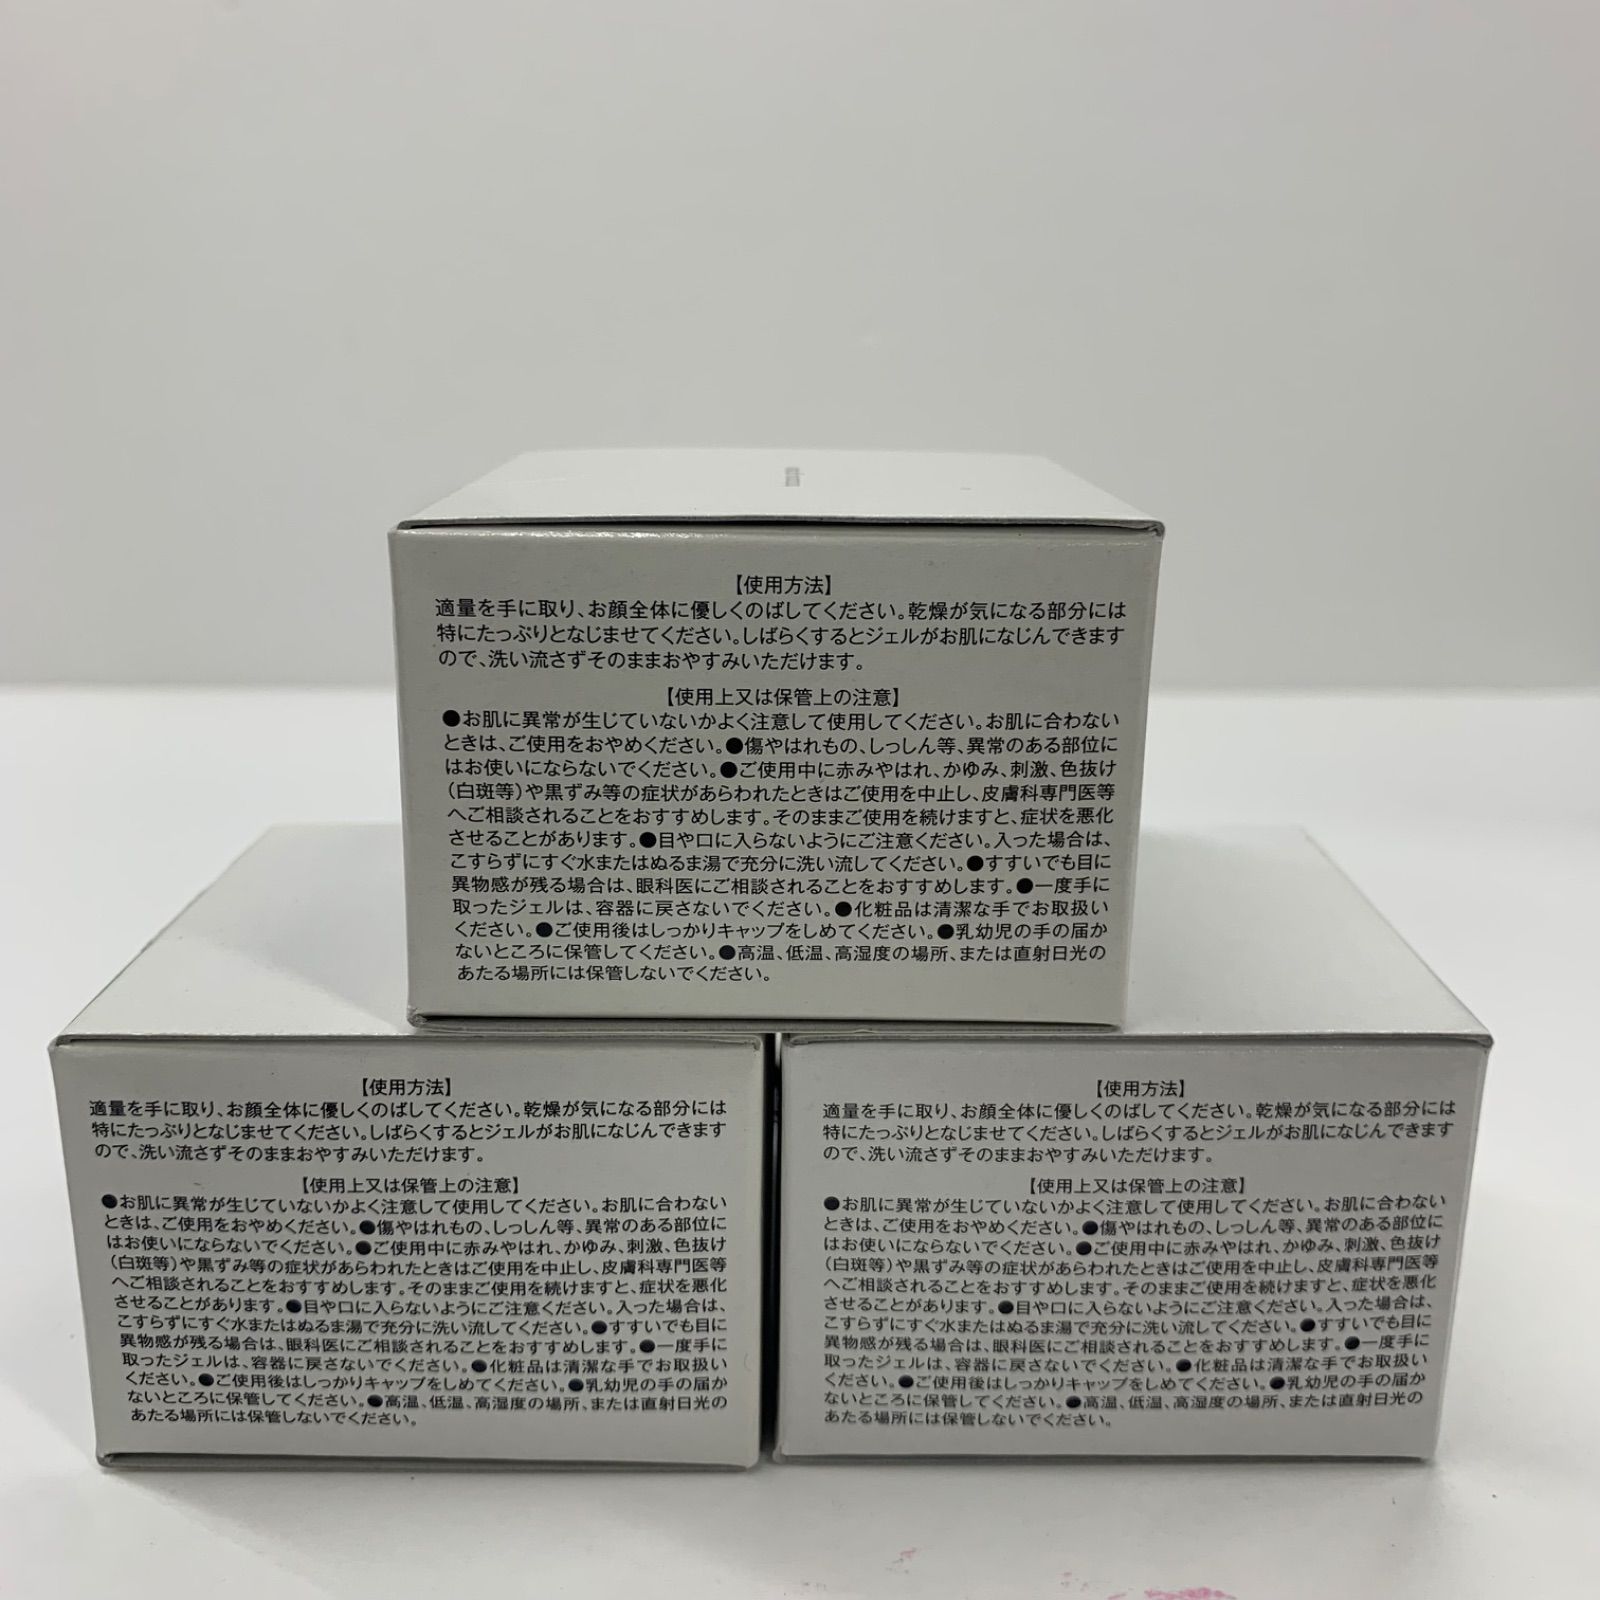 【使用方法】
適量を手に取り、お顔全体に優しくのばしてください。乾燥が気になる部分には
特にたっぷりとなじませてください。しばらくするとジェルがお肌になじんできます
ので、洗い流さずそのままおやすみいただけます。
【使用上又は保管上の注意】
●お肌に異常が生じていないかよく注意して使用してください。お肌に合わない
ときは、ご使用をおやめください。●傷やはれもの、しっしん等、異常のある部位に
はお使いにならないでください。●ご使用中に赤みやはれ、かゆみ、刺激、色抜け
（白斑等）や黒ずみ等の症状があらわれたときはご使用を中止し、皮膚科専門医等
へご相談されることをおすすめします。そのままご使用を続けますと、症状を悪化
させることがあります。●目や口に入らないようにご注意ください。入った場合は、
こすらずにすぐ水またはぬるま湯で充分に洗い流してください。●すすいでも目に
異物感が残る場合は、眼科医にご相談されることをおすすめします。●一度手に
取ったジェルは、容器に戻さないでください。●化粧品は清潔な手でお取扱い
ください。●ご使用後はしっかりキャップをしめてください。●乳幼児の手の届か
ないところに保管してください。●高温、低温、高湿度の場所、または直射日光の
あたる場所には保管しないでください。
【使用方法】
適量を手に取り、お顔全体に優しくのばしてください。乾燥が気になる部分には
特にたっぷりとなじませてください。しばらくするとジェルがお肌になじんできます
ので、洗い流さずそのままおやすみいただけます。
【使用上又は保管上の注意】
●お肌に異常が生じていないかよく注意して使用してください。お肌に合わない
ときは、ご使用をおやめください。●傷やはれもの、しっしん等、異常のある部位に
はお使いにならないでください。●ご使用中に赤みやはれ、かゆみ、刺激、色抜け
（白斑等）や黒ずみ等の症状があらわれたときはご使用を中止し、皮膚科専門医等
へご相談されることをおすすめします。そのままご使用を続けますと、症状を悪化
させることがあります。●目や口に入らないようにご注意ください。入った場合は、
こすらずにすぐ水またはぬるま湯で充分に洗い流してください。●すすいでも目に
異物感が残る場合は、眼科医にご相談されることをおすすめします。●一度手に
取ったジェルは、容器に戻さないでください。●化粧品は清潔な手でお取扱い
ください。●ご使用後はしっかりキャップをしめてください。●乳幼児の手の届か
ないところに保管してください。●高温、低温、高湿度の場所、または直射日光の
あたる場所には保管しないでください。
【使用方法】
適量を手に取り、お顔全体に優しくのばしてください。乾燥が気になる部分には
特にたっぷりとなじませてください。しばらくするとジェルがお肌になじんできます
ので、洗い流さずそのままおやすみいただけます。
【使用上又は保管上の注意】
●お肌に異常が生じていないかよく注意して使用してください。お肌に合わない
ときは、ご使用をおやめください。●傷やはれもの、しっしん等、異常のある部位に
はお使いにならないでください。●ご使用中に赤みやはれ、かゆみ、刺激、色抜け
（白斑等）や黒ずみ等の症状があらわれたときはご使用を中止し、皮膚科専門医等
へご相談されることをおすすめします。そのままご使用を続けますと、症状を悪化
させることがあります。●目や口に入らないようにご注意ください。入った場合は、
こすらずにすぐ水またはぬるま湯で充分に洗い流してください。●すすいでも目に
異物感が残る場合は、眼科医にご相談されることをおすすめします。●一度手に
取ったジェルは、容器に戻さないでください。●化粧品は清潔な手でお取扱い
ください。●ご使用後はしっかりキャップをしめてください。●乳幼児の手の届か
ないところに保管してください。●高温、低温、高湿度の場所、または直射日光の
あたる場所には保管しないでください。